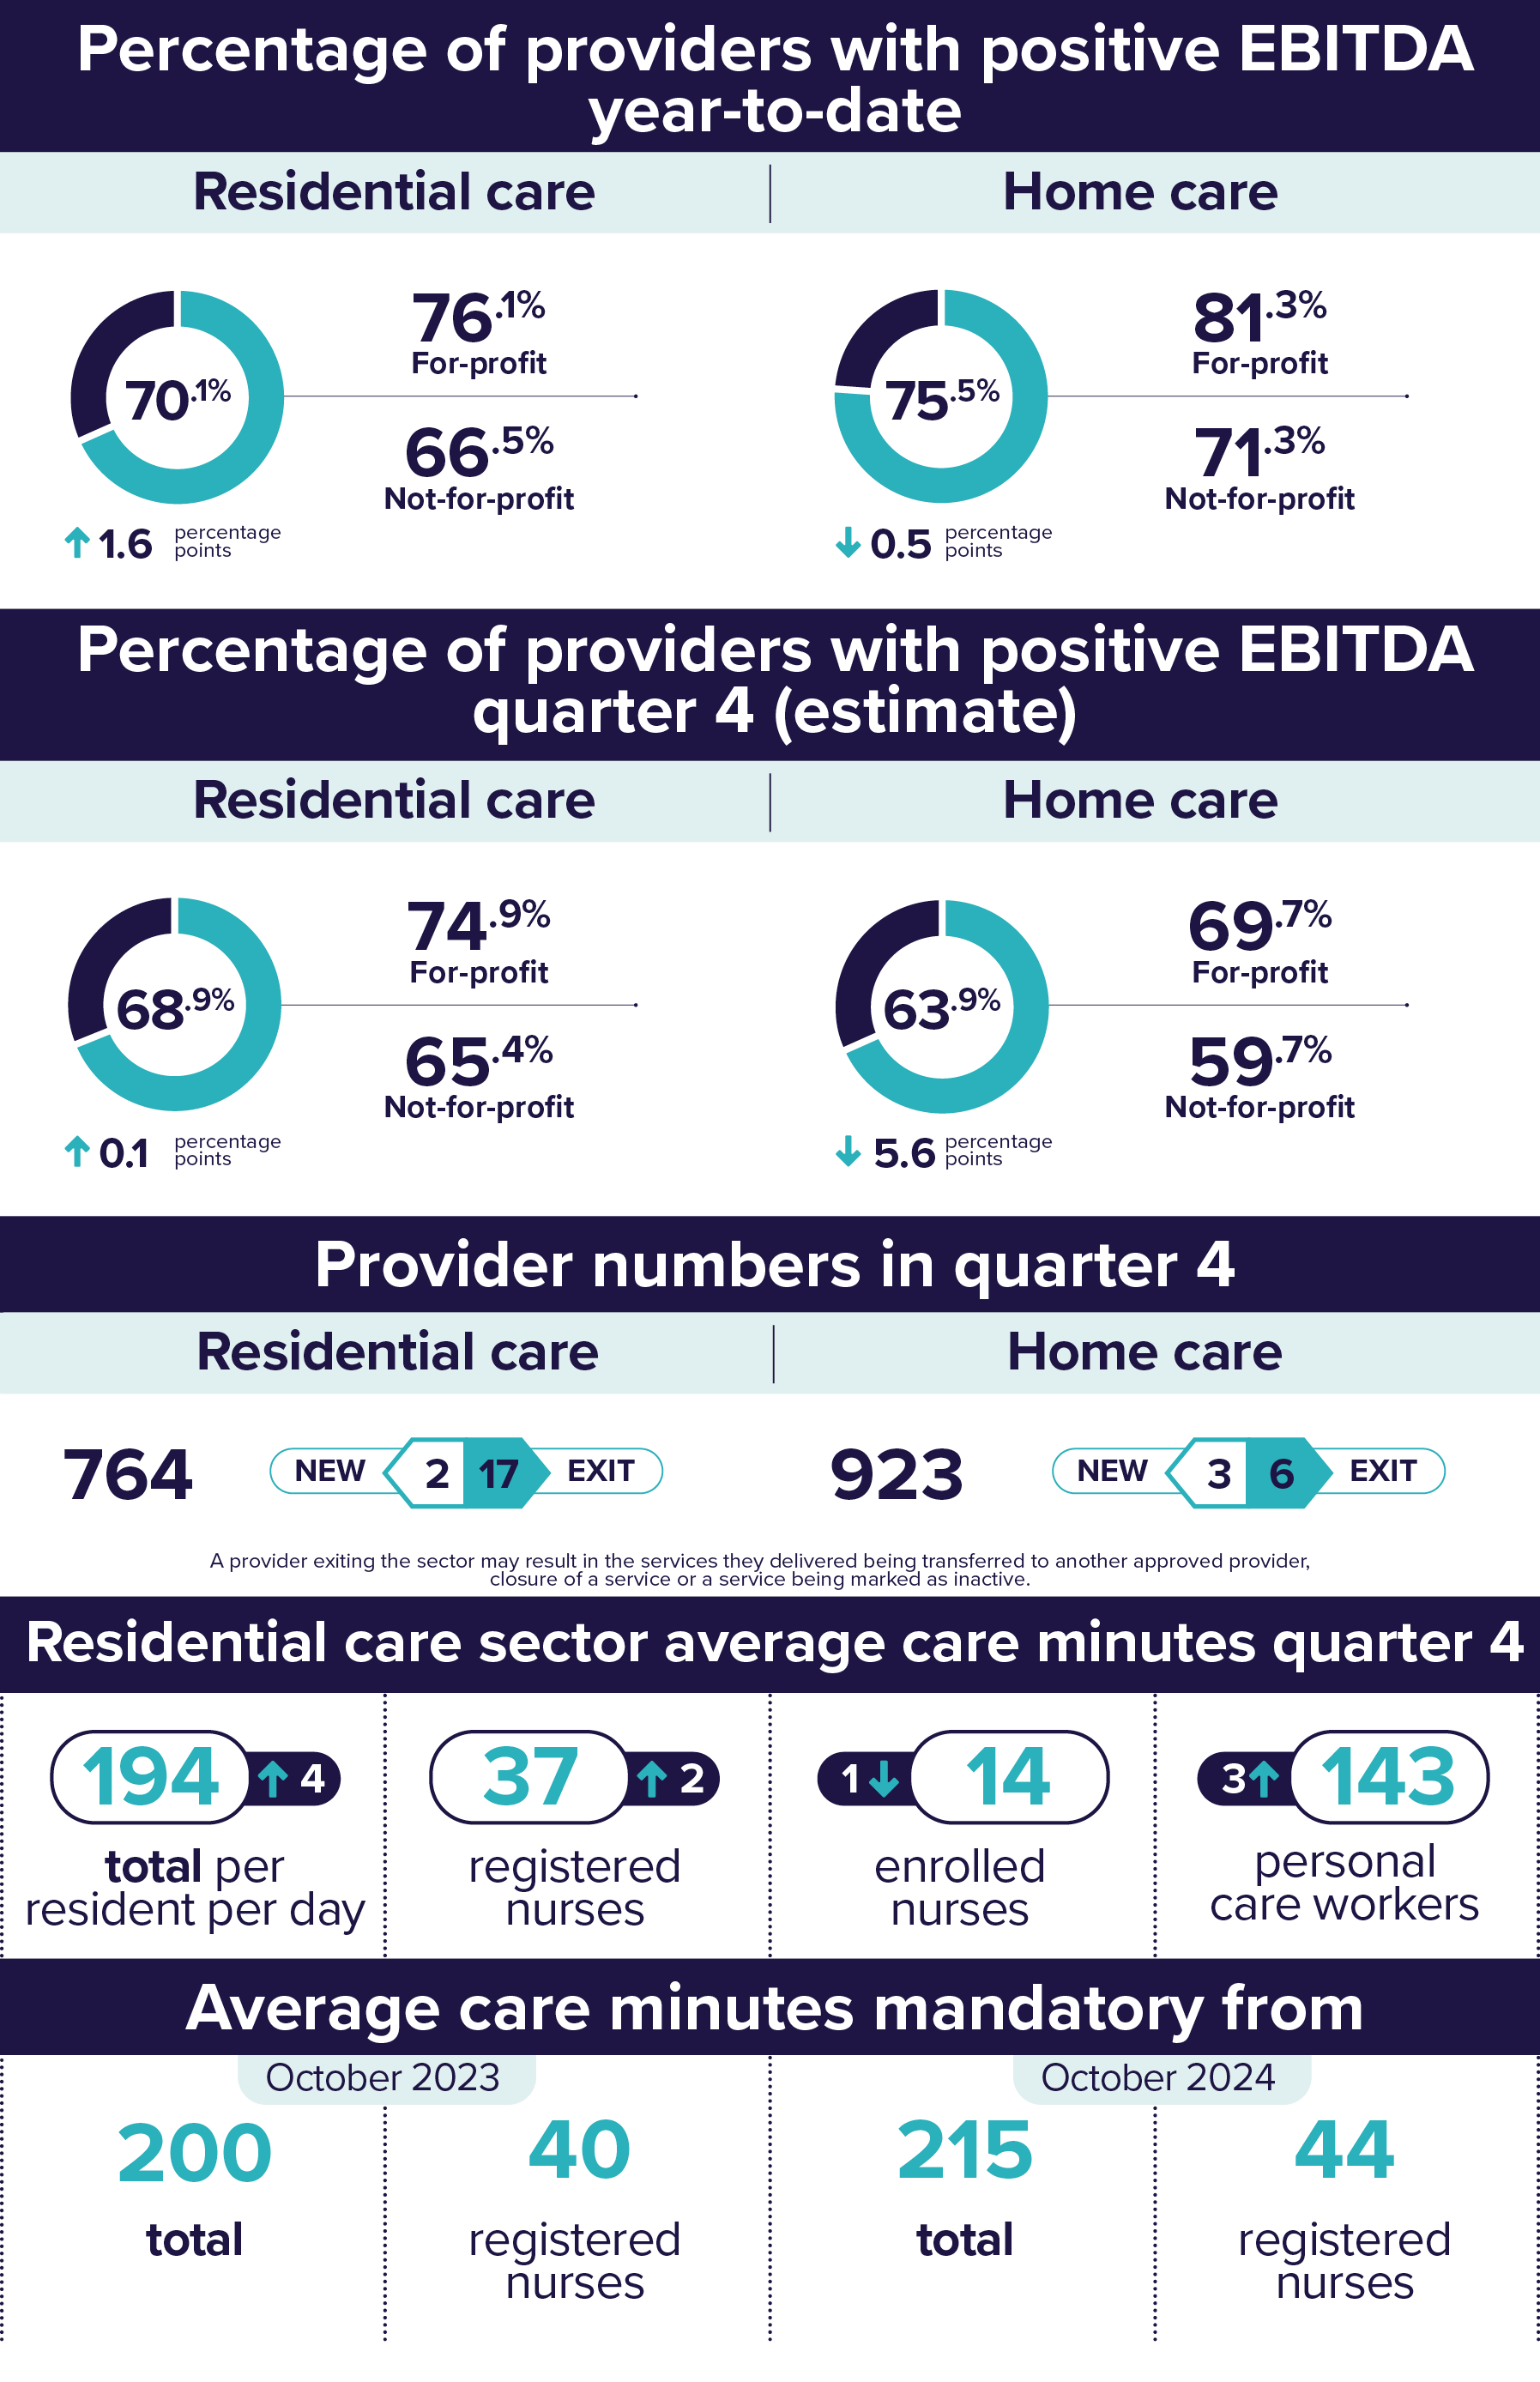 Percentage of providers with positive EBITDA
year-to-date
Residential care
Home care
70.1%
76.1%
For-profit
66.5%
Not-for-profit
↑ 1.6 percentage
points
75.5%
81.3%
For-profit
71.3%
Not-for-profit
↓ 0.5 percentage
points
Percentage of providers with positive EBITDA
quarter 4 (estimate)
Residential care
Home care
68.9%
74.9%
For-profit
65.4%
Not-for-profit
↑ 0.1 percentage
points
63.9%
69.7%
For-profit
59.7%
Not-for-profit
↓ 5.6 percentage
points
Provider numbers in quarter 4
Residential care
Home care
764
NEW 2 17 EXIT
923
NEW 3 6 EXIT
A provider exiting the sector may result in the services they delivered being transferred to another approved provider,
closure of a service or a service being marked as inactive.
Residential care sector average care minutes quarter 4
194 ↑ 4
total per
resident per day
37 ↑ 2
registered
nurses
1 ↓ 14
enrolled
nurses
3 ↑ 143
personal
care workers
Average care minutes mandatory from
October 2023
200
total
40
registered
nurses
October 2024
215
total
44
registered
nurses